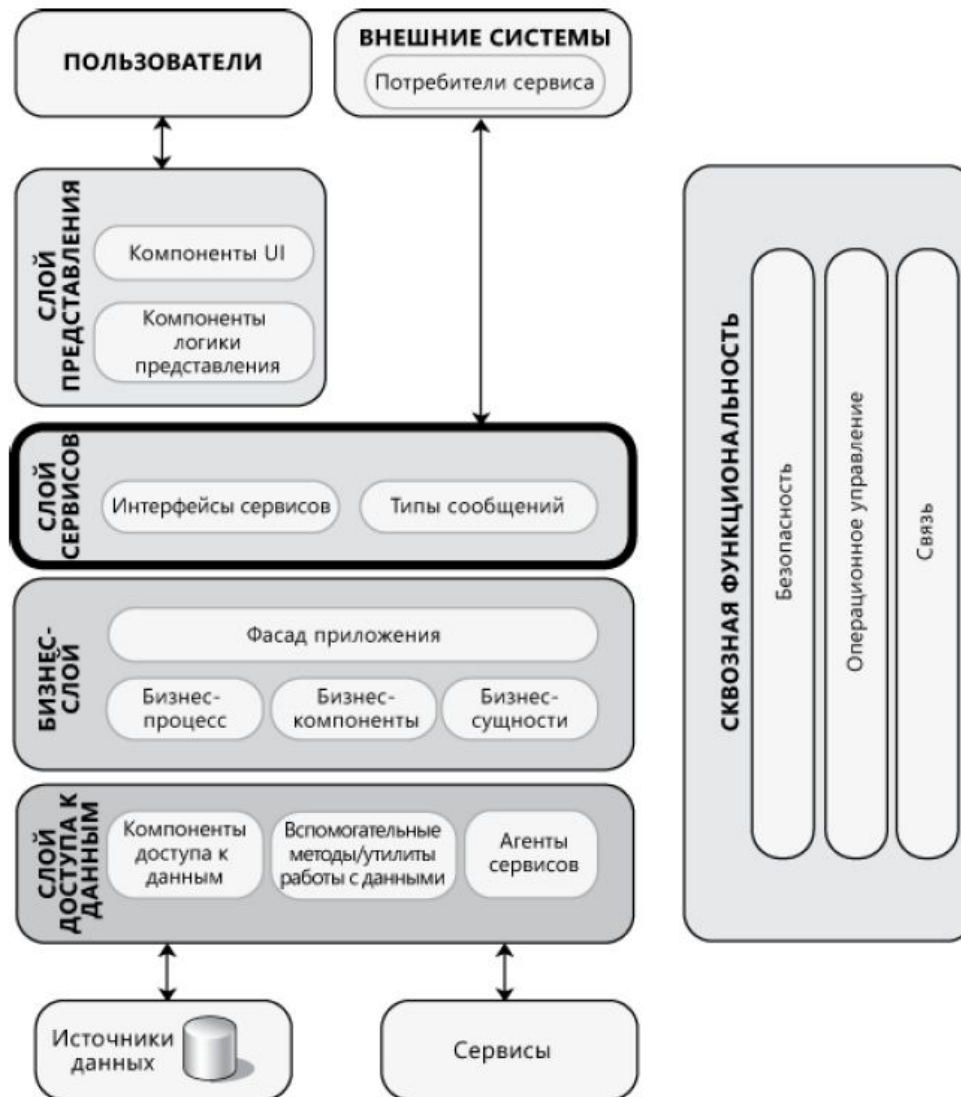 ПОЛЬЗОВАТЕЛИ
ВНЕШНИЕ СИСТЕМЫ
Потребители сервиса
СЛОЙ
ПРЕДСТАВЛЕНИЯ
Компоненты UI
Компоненты
логики
представления
СЛОЙ
СЕРВИСОВ
Интерфейсы сервисов
Типы сообщений
БИЗНЕС-
СЛОЙ
Фасад приложения
Бизнес-
процесс
Бизнес-
компоненты
Бизнес-
сущности
СЛОЙ
ДОСТУПА К
ДАННЫМ
Компоненты
доступа к
данным
Вспомогательные
методы/утилиты
работы с данными
Агенты
сервисов
Источники
данных
Сервисы
СКВОЗНАЯ ФУНКЦИОНАЛЬНОСТЬ
Безопасность
Операционное управление
Связь